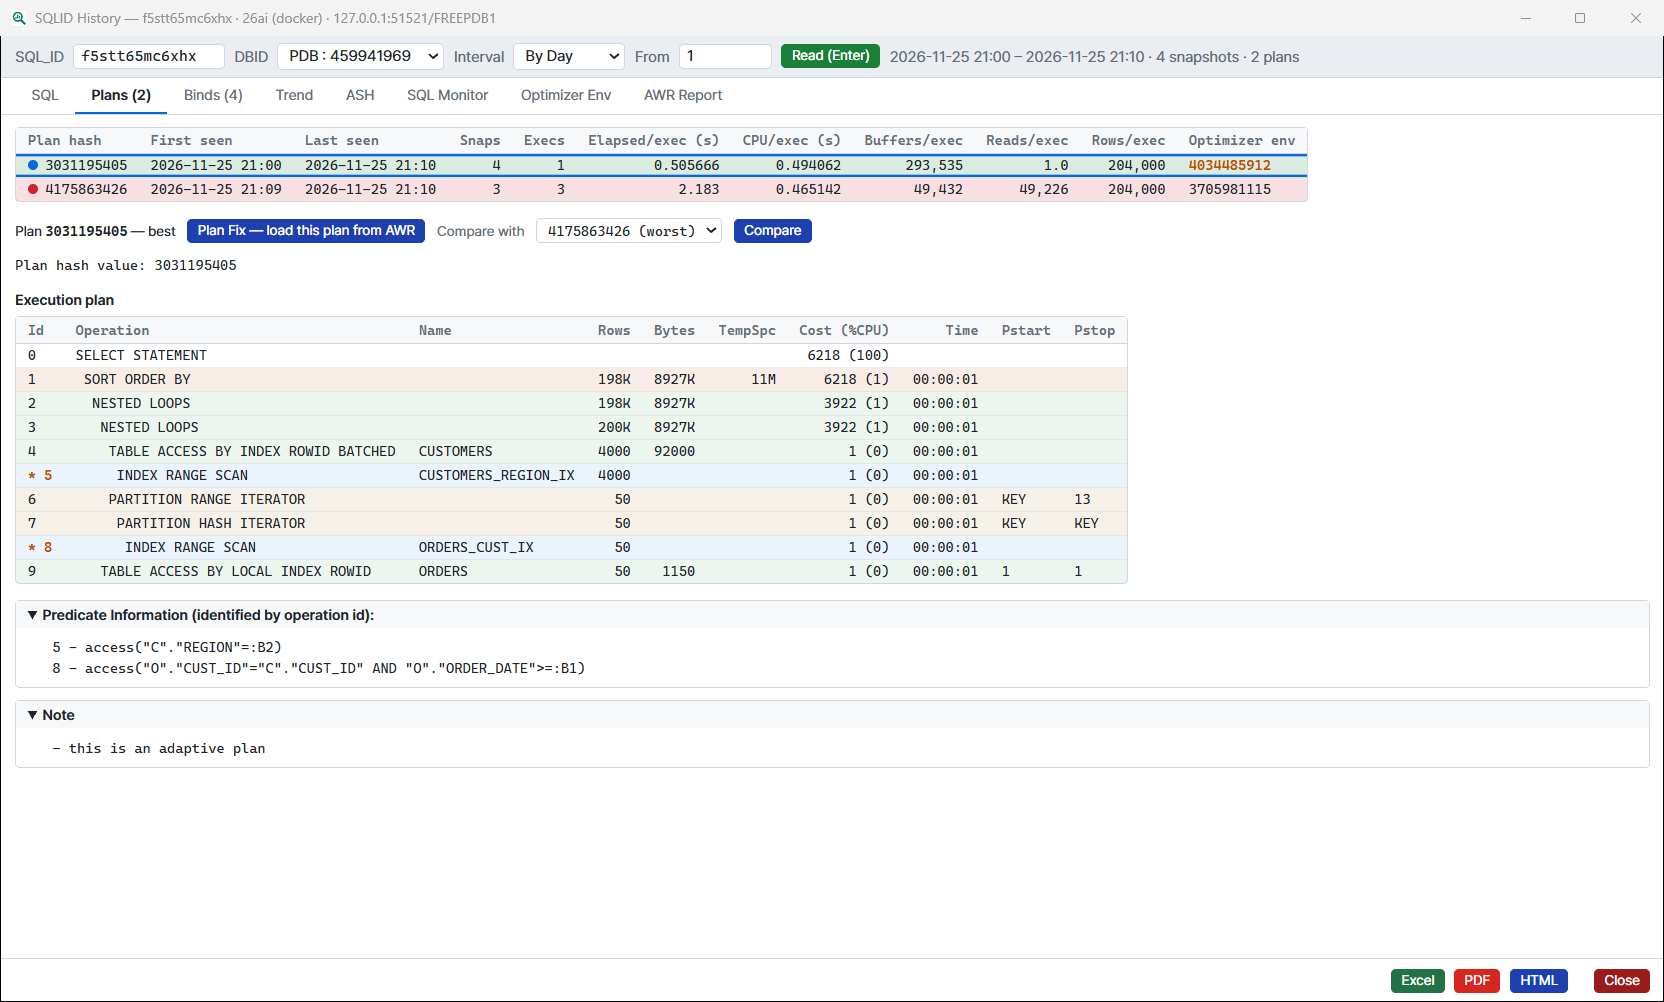 SQLID History — f5stt65mc6xhx · 26ai (docker) · 127.0.0.1:51521/FREEPDB1
SQL_ID f5stt65mc6xhx DBID PDB : 459941969 Interval By Day From 1 Read (Enter) 2026-11-25 21:00 – 2026-11-25 21:10 · 4 snapshots · 2 plans
SQL Plans (2) Binds (4) Trend ASH SQL Monitor Optimizer Env AWR Report
Plan hash First seen Last seen Snaps Execs Elapsed/exec (s) CPU/exec (s) Buffers/exec Reads/exec Rows/exec Optimizer env
3031195405 2026-11-25 21:00 2026-11-25 21:10 4 1 0.505666 0.494062 293,535 1.0 204,000 4034485912
4175863426 2026-11-25 21:09 2026-11-25 21:10 3 3 2.183 0.465142 49,432 49,226 204,000 3705981115
Plan 3031195405 — best Plan Fix — load this plan from AWR Compare with 4175863426 (worst) Compare
Plan hash value: 3031195405
Execution plan
Id Operation Name Rows Bytes TempSpc Cost (%CPU) Time Pstart Pstop
0 SELECT STATEMENT 6218 (100)
1 SORT ORDER BY 198K 8927K 11M 6218 (1) 00:00:01
2 NESTED LOOPS 198K 8927K 3922 (1) 00:00:01
3 NESTED LOOPS 200K 8927K 3922 (1) 00:00:01
4 TABLE ACCESS BY INDEX ROWID BATCHED CUSTOMERS 4000 92000 1 (0) 00:00:01
* 5 INDEX RANGE SCAN CUSTOMERS_REGION_IX 4000 1 (0) 00:00:01
6 PARTITION RANGE ITERATOR 50 1 (0) 00:00:01 KEY 13
7 PARTITION HASH ITERATOR 50 1 (0) 00:00:01 KEY KEY
* 8 INDEX RANGE SCAN ORDERS_CUST_IX 50 1 (0) 00:00:01
9 TABLE ACCESS BY LOCAL INDEX ROWID ORDERS 50 1150 1 (0) 00:00:01 1 1
▼ Predicate Information (identified by operation id):
5 - access("C"."REGION"=:B2)
8 - access("O"."CUST_ID"="C"."CUST_ID" AND "O"."ORDER_DATE">=:B1)
▼ Note
- this is an adaptive plan
Excel PDF HTML Close